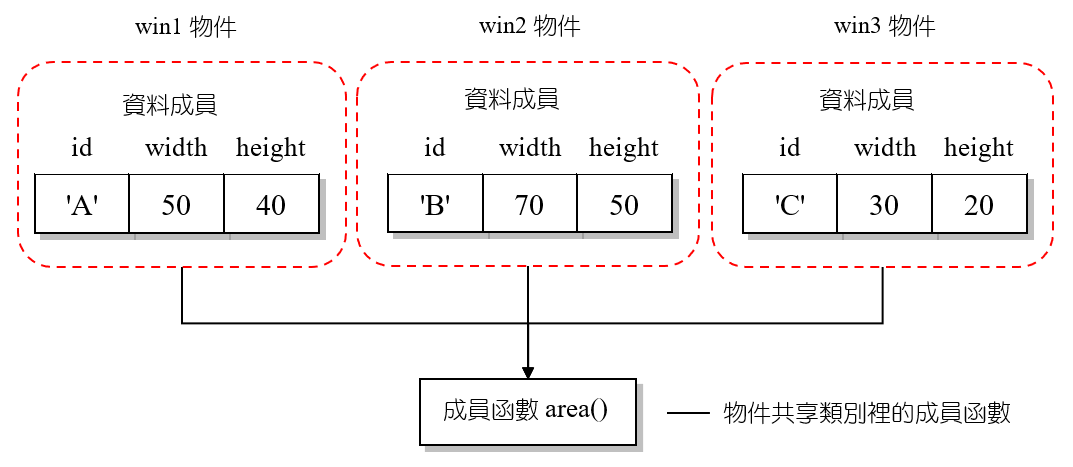 win1 物件
win2 物件
win3 物件
資料成員
資料成員
資料成員
id width height
id width height
id width height
'A' 50 40
'B' 70 50
'C' 30 20
成員函數 area()
物件共享類別裡的成員函數